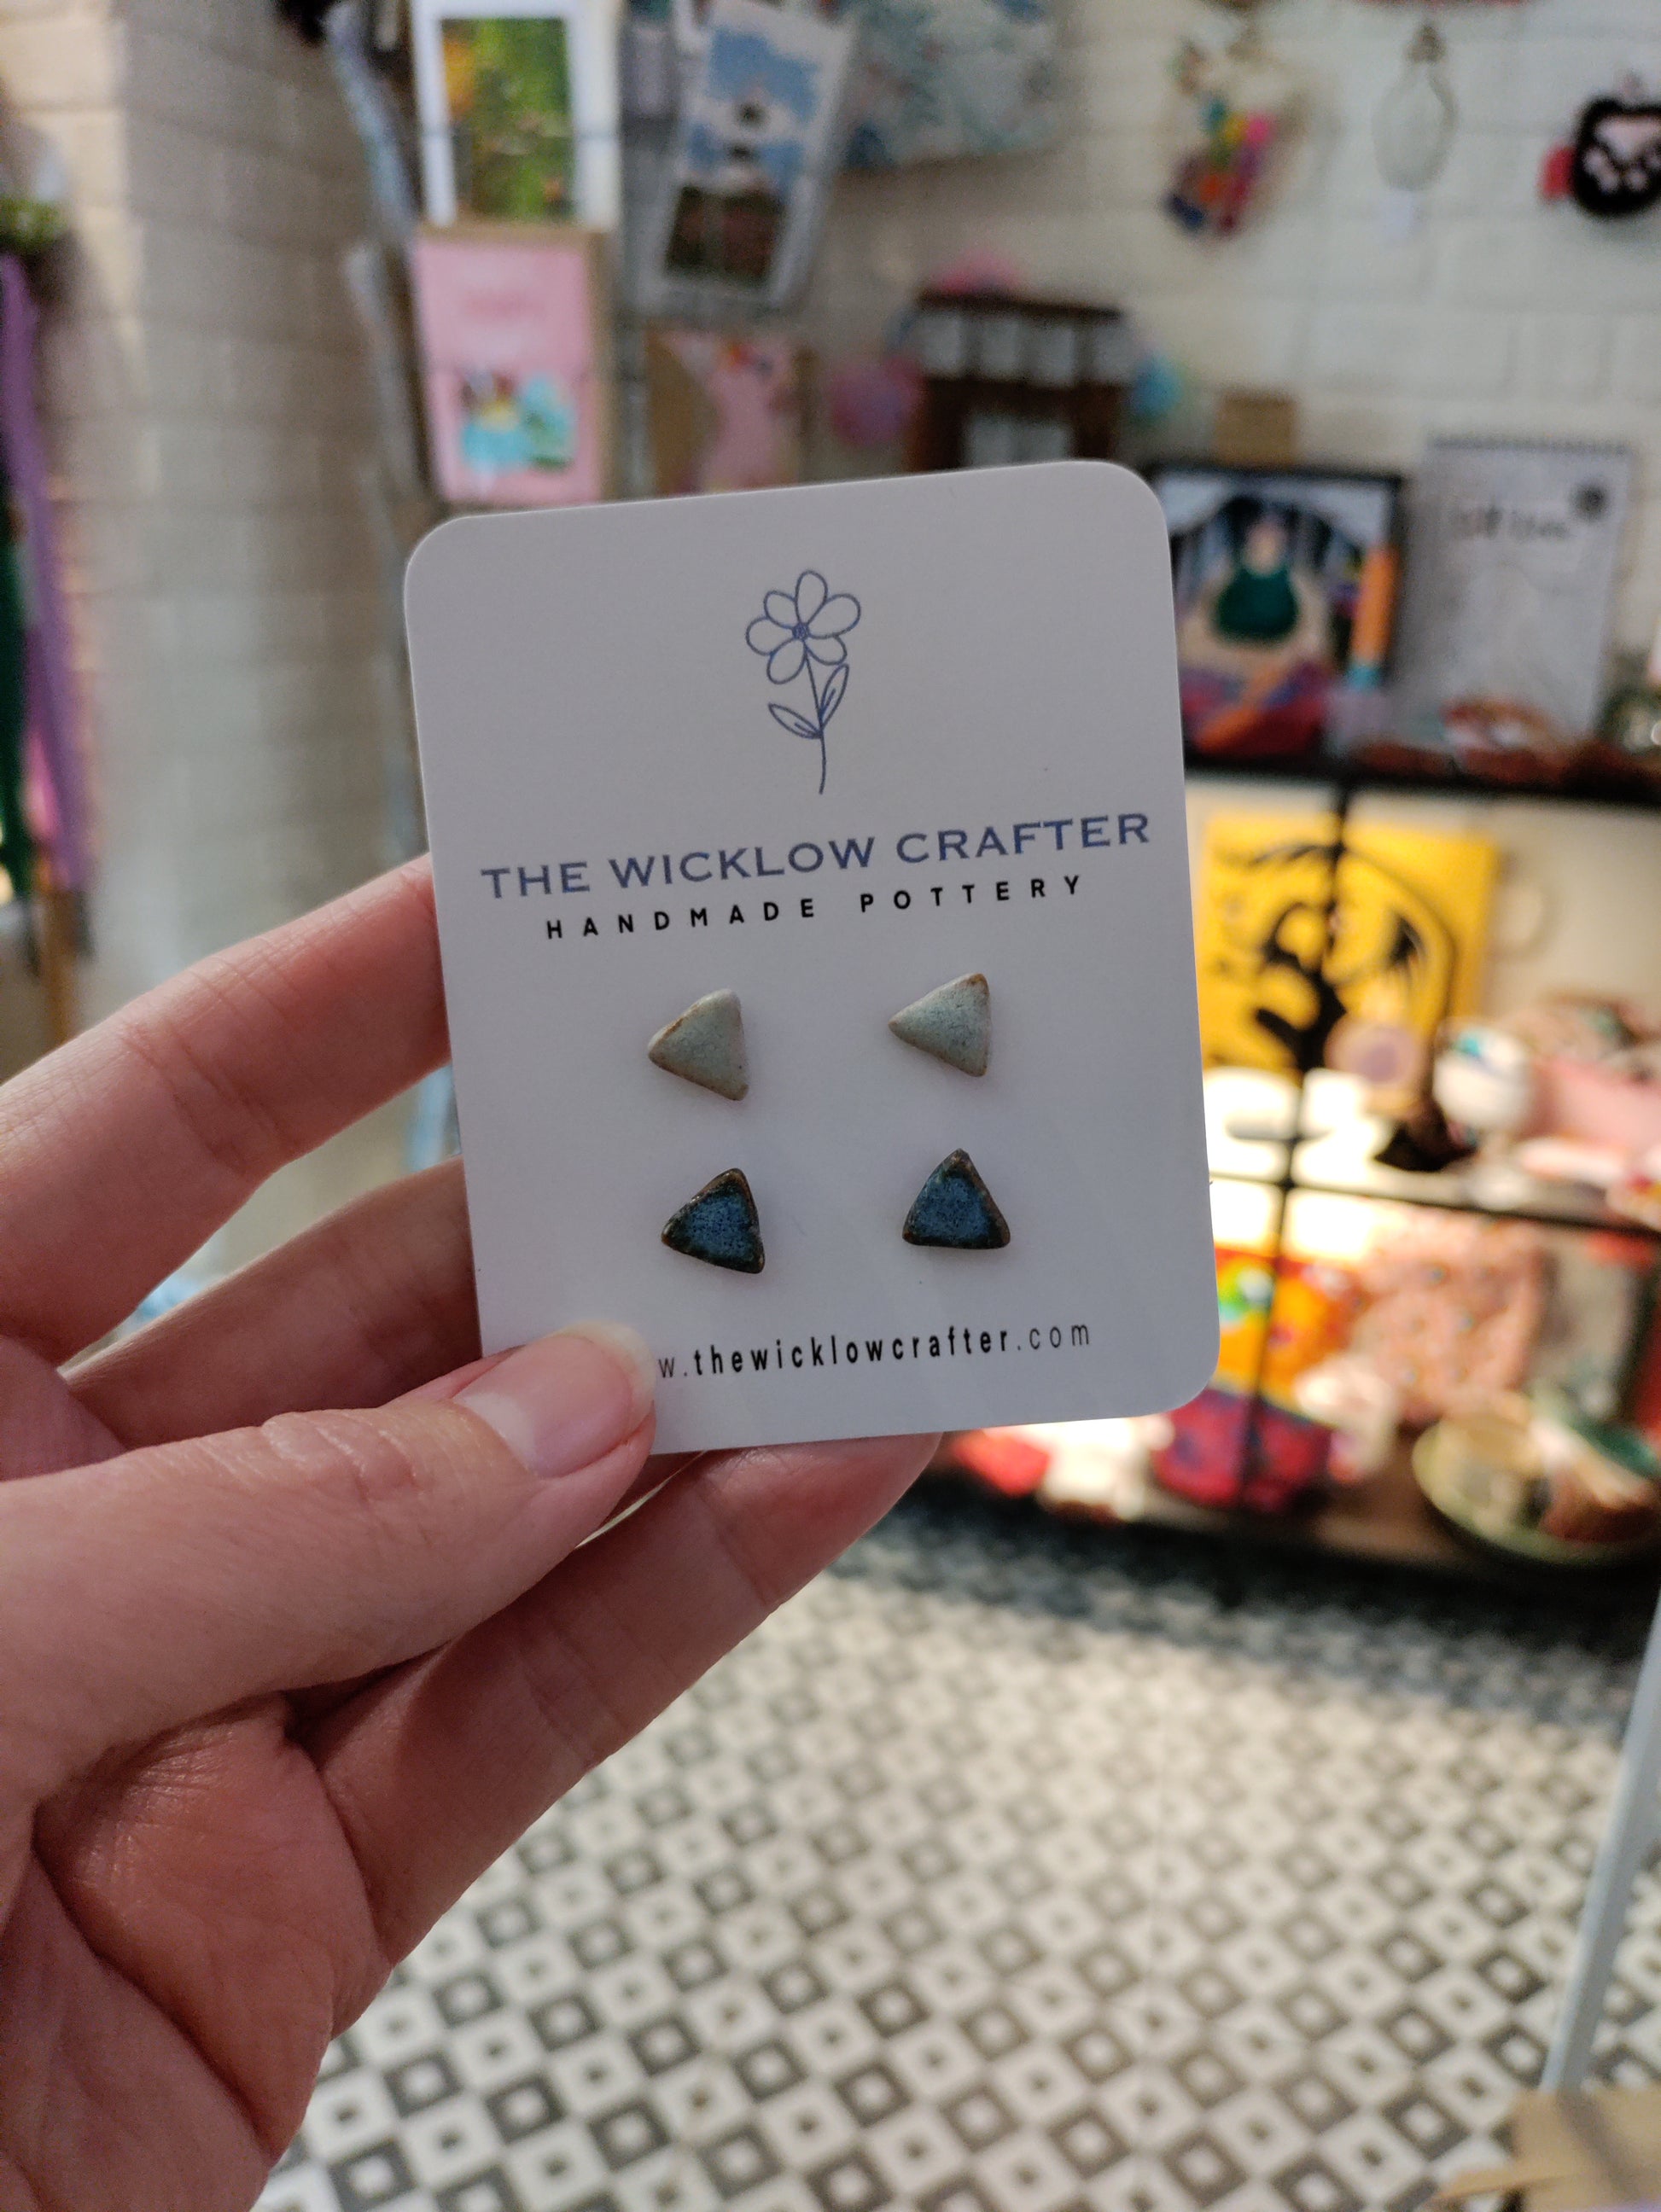 THE WICKLOW CRAFTER
HANDMADE POTTERY
w.thewicklowcrafter.com